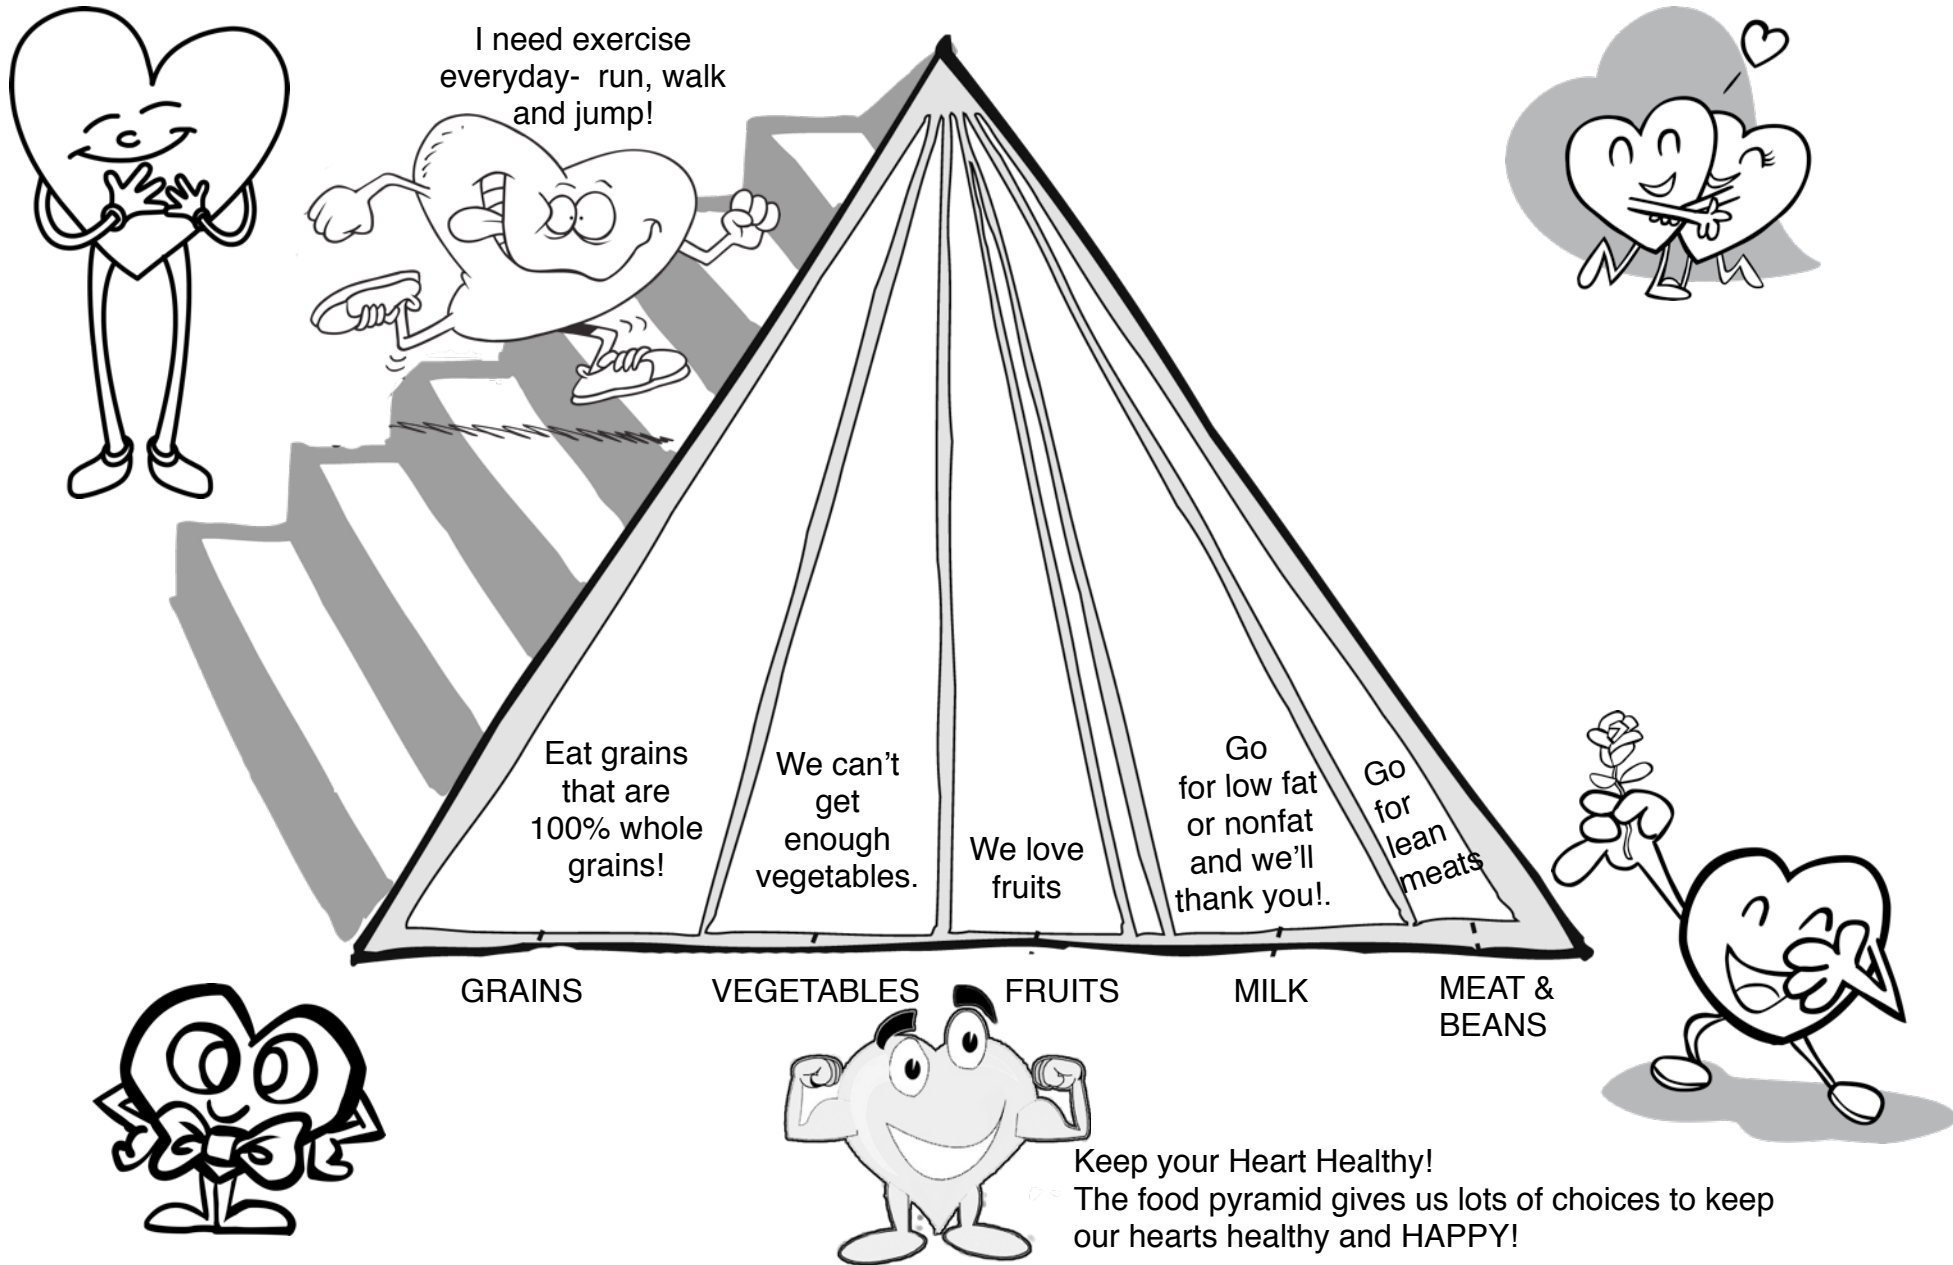 I need exercise
everyday-  run, walk
and jump!
Eat grains
that are
100% whole
grains!
We can’t
get
enough
vegetables.
We love
fruits
Go
for low fat
or nonfat
and we’ll
thank you!.
Go
for
lean
meats
GRAINS
VEGETABLES
FRUITS
MILK
MEAT &
BEANS
Keep your Heart Healthy!
The food pyramid gives us lots of choices to keep
our hearts healthy and HAPPY!